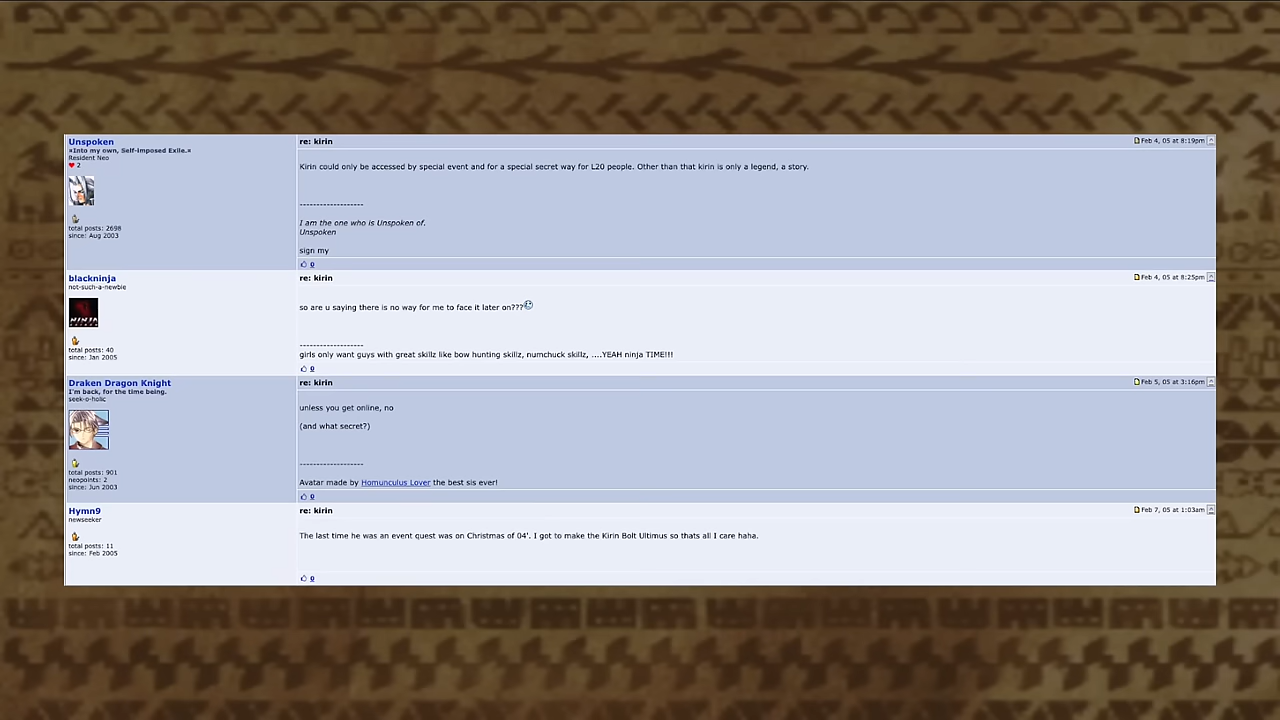 Unspoken
»Into my own, Self-Imposed Exile.«
Resident Neo
2
total posts: 2698
since: Aug 2003
re: kirin
Feb 4, 05 at 8:19pm
Kirin could only be accessed by special event and for a special secret way for L20 people. Other than that kirin is only a legend, a story.
-------------------
I am the one who is Unspoken of.
Unspoken
sign my
0
blackninja
not-such-a-newbie
total posts: 40
since: Jan 2005
re: kirin
Feb 4, 05 at 8:25pm
so are u saying there is no way for me to face it later on???
-------------------
girls only want guys with great skillz like bow hunting skillz, numchuck skillz, ....YEAH ninja TIME!!!
0
Draken Dragon Knight
I'm back, for the time being.
seek-o-holic
total posts: 901
neopoints: 2
since: Jun 2003
re: kirin
Feb 5, 05 at 3:16pm
unless you get online, no
(and what secret?)
-------------------
Avatar made by Homunculus Lover the best sis ever!
0
Hymn9
newseeker
total posts: 11
since: Feb 2005
re: kirin
Feb 7, 05 at 1:03am
The last time he was an event quest was on Christmas of 04'. I got to make the Kirin Bolt Ultimus so thats all I care haha.
0